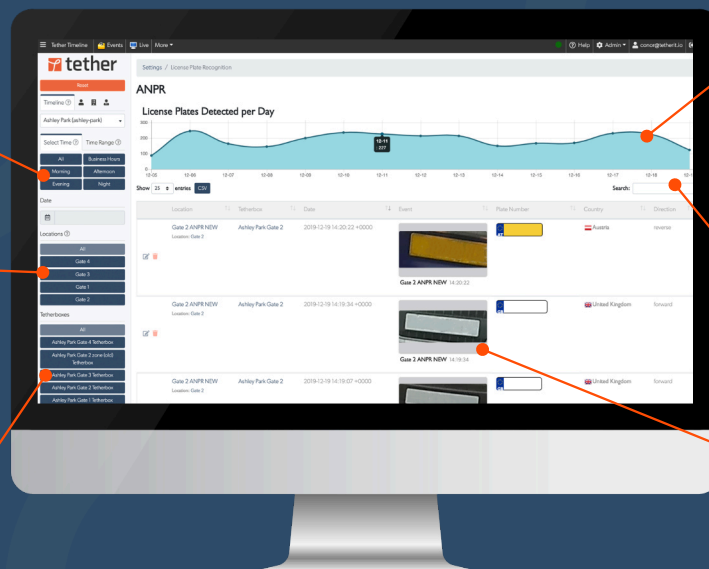 Tether Timeline Events Live More
Help Admin conor@tetherit.io
tether
Settings / License Plate Recognition
Reset
ANPR
Timeline
License Plates Detected per Day
Ashley Park (ashley-park)
300
200
100
0
12-11
: 227
Select Time Time Range
All Business Hours
Morning Afternoon
Evening Night
12-05 12-06 12-07 12-08 12-09 12-10 12-11 12-12 12-13 12-14 12-15 12-16 12-17 12-18
Show 25 entries CSV Search:
Date
Location Tetherbox Date Event Plate Number Country Direction
Locations
All
Gate 4
Gate 3
Gate 1
Gate 2
Gate 2 ANPR NEW Ashley Park Gate 2 2019-12-19 14:20:23 +0000 Austria reverse
Location: Gate 2
Gate 2 ANPR NEW 14:20:22
Tetherboxes
All
Ashley Park Gate 4 Tetherbox
Ashley Park Gate 2 zone (old)
Tetherbox
Ashley Park Gate 3 Tetherbox
Ashley Park Gate 2 Tetherbox
Ashley Park Gate 1 Tetherbox
Gate 2 ANPR NEW Ashley Park Gate 2 2019-12-19 14:19:34 +0000 United Kingdom forward
Location: Gate 2
Gate 2 ANPR NEW 14:19:34
Gate 2 ANPR NEW Ashley Park Gate 2 2019-12-19 14:19:07 +0000 United Kingdom forward
Location: Gate 2